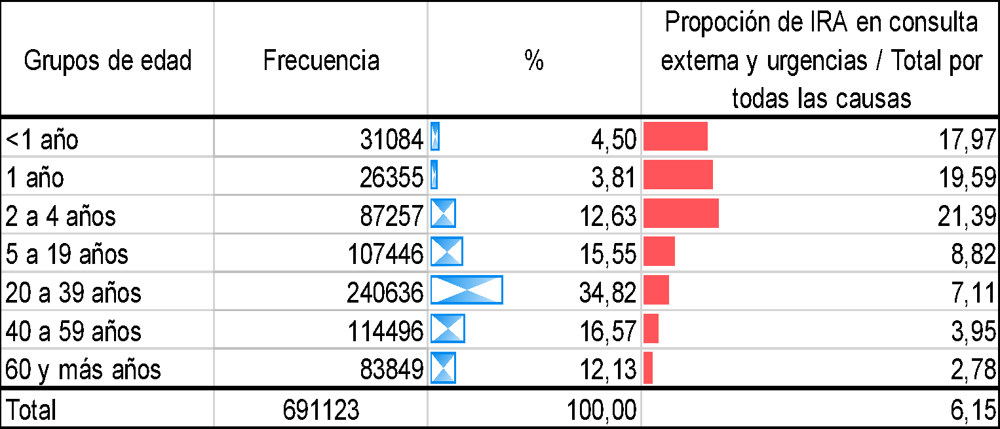 Grupos de edad Frecuencia % Propoción de IRA en consulta
externa y urgencias / Total por
todas las causas
<1 año 31084 4,50 17,97
1 año 26355 3,81 19,59
2 a 4 años 87257 12,63 21,39
5 a 19 años 107446 15,55 8,82
20 a 39 años 240636 34,82 7,11
40 a 59 años 114496 16,57 3,95
60 y más años 83849 12,13 2,78
Total 691123 100,00 6,15